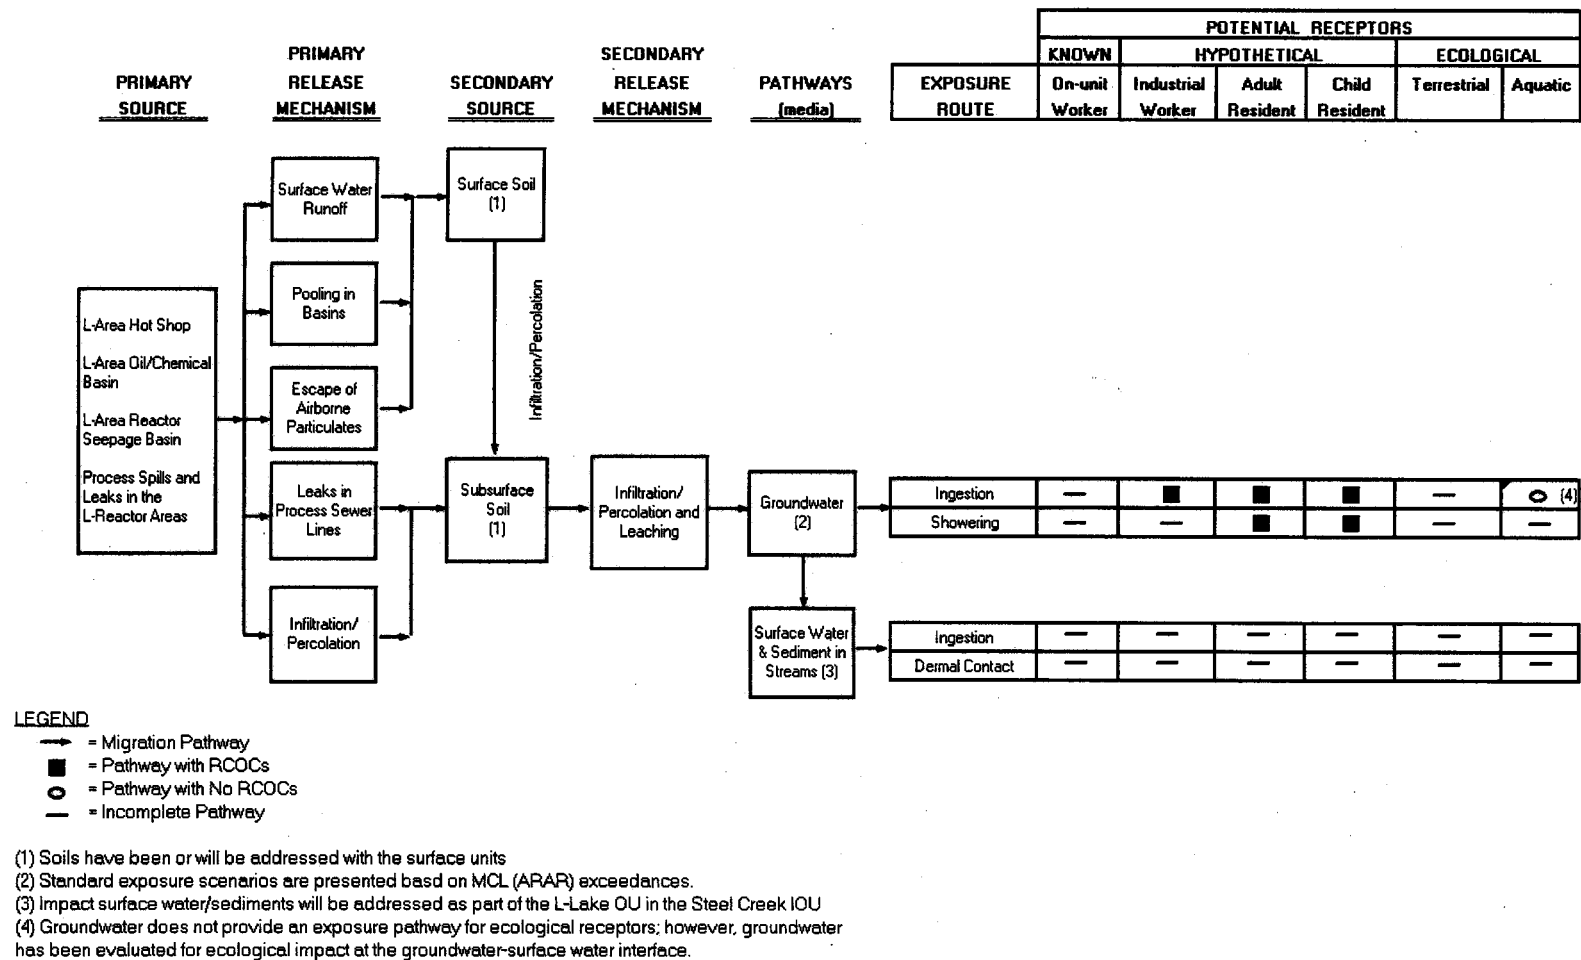 POTENTIAL RECEPTORS
KNOWN
HYPOTHETICAL
ECOLOGICAL
PRIMARY
SOURCE
PRIMARY
RELEASE
MECHANISM
SECONDARY
SOURCE
SECONDARY
RELEASE
MECHANISM
PATHWAYS
(media)
EXPOSURE
ROUTE
On-unit
Worker
Industrial
Worker
Adult
Resident
Child
Resident
Terrestrial
Aquatic
L-Area Hot Shop
L-Area Oil/Chemical
Basin
L-Area Reactor
Seepage Basin
Process Spills and
Leaks in the
L-Reactor Areas
Surface Water
Runoff
Pooling in
Basins
Escape of
Airborne
Particulates
Leaks in
Process Sewer
Lines
Infiltration/
Percolation
Surface Soil
(1)
Infiltration/Percolation
Subsurface
Soil
(1)
Infiltration/
Percolation and
Leaching
Groundwater
(2)
Ingestion
(4)
Showering
Surface Water
& Sediment in
Streams (3)
Ingestion
Dermal Contact
LEGEND
= Migration Pathway
= Pathway with RCOCs
= Pathway with No RCOCs
= Incomplete Pathway
(1) Soils have been or will be addressed with the surface units
(2) Standard exposure scenarios are presented basd on MCL (ARAR) exceedances.
(3) Impact surface water/sediments will be addressed as part of the L-Lake OU in the Steel Creek IOU
(4) Groundwater does not provide an exposure pathway for ecological receptors; however, groundwater
has been evaluated for ecological impact at the groundwater-surface water interface.